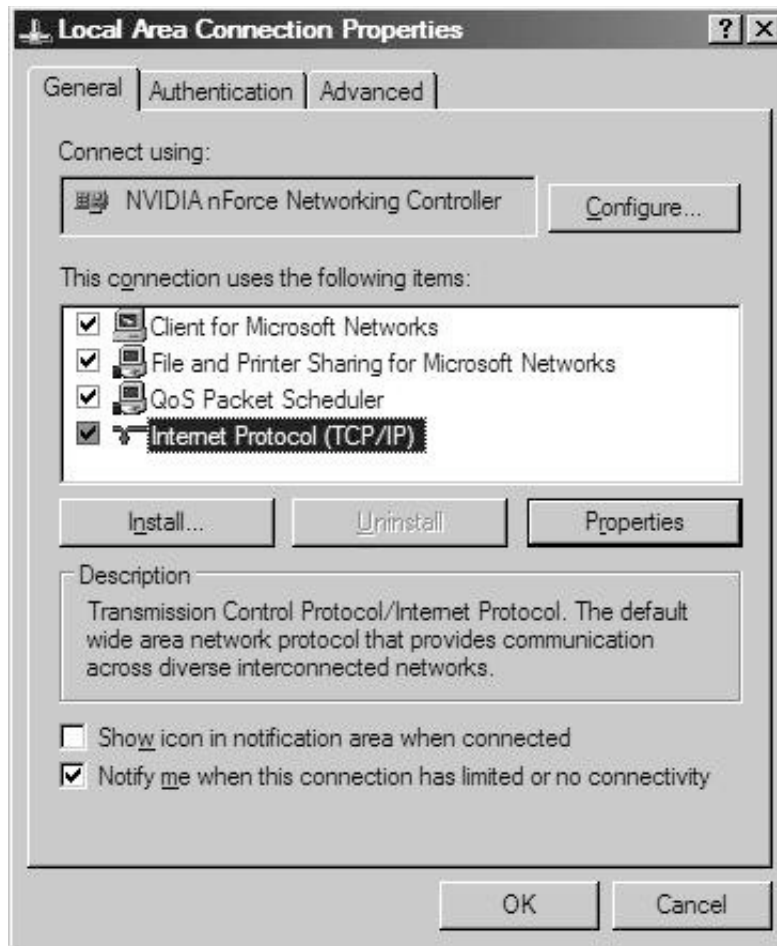 Local Area Connection Properties
General Authentication Advanced
Connect using:
NVIDIA nForce Networking Controller Configure...
This connection uses the following items:
Client for Microsoft Networks
File and Printer Sharing for Microsoft Networks
QoS Packet Scheduler
Internet Protocol (TCP/IP)
Install... Uninstall Properties
Description
Transmission Control Protocol/Internet Protocol. The default
wide area network protocol that provides communication
across diverse interconnected networks.
Show icon in notification area when connected
Notify me when this connection has limited or no connectivity
OK Cancel